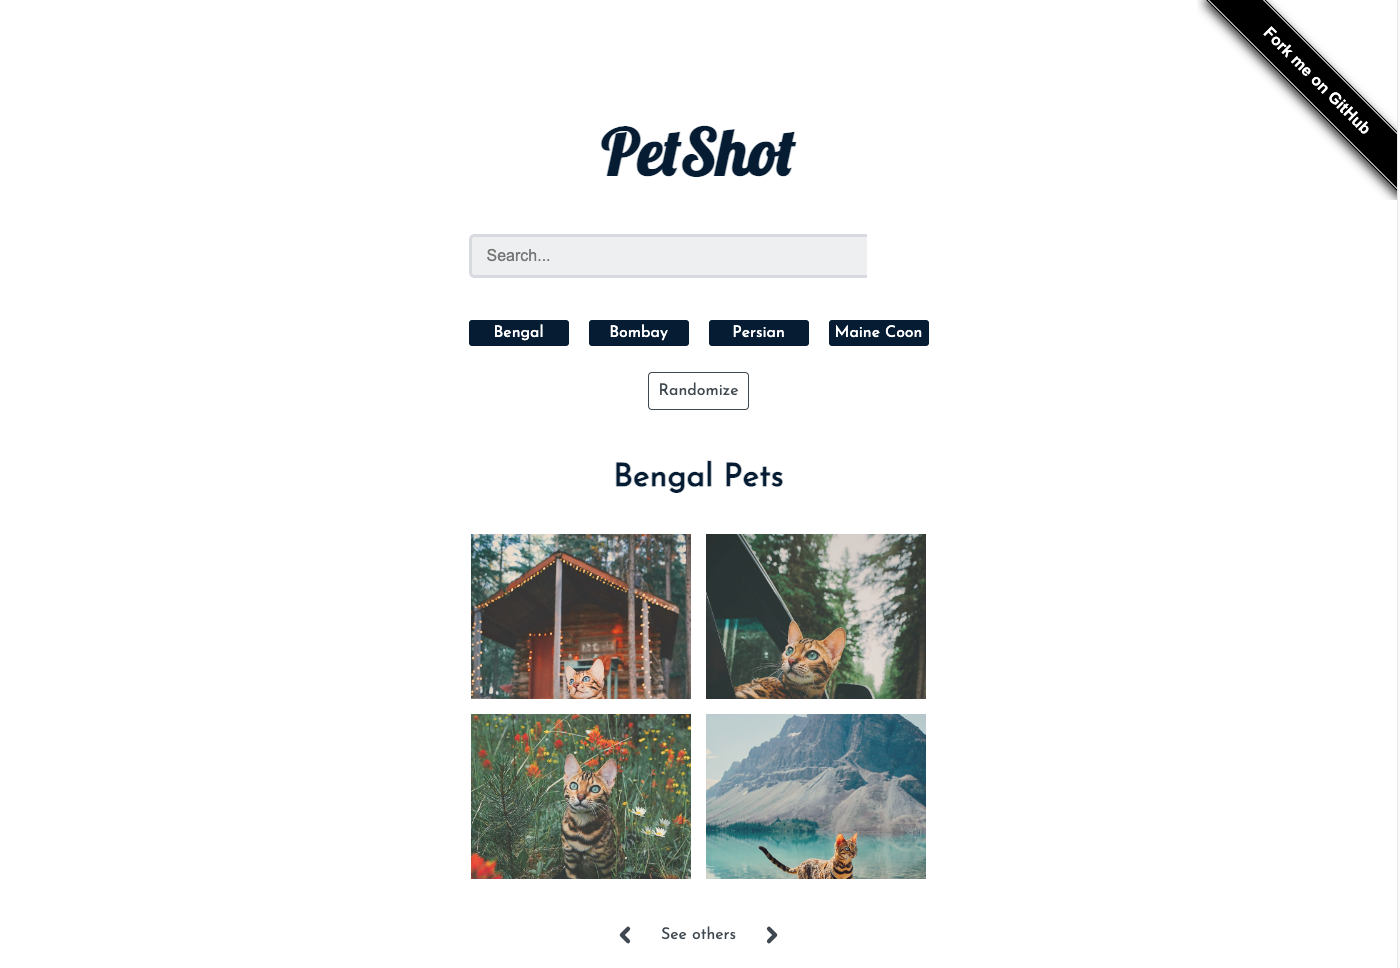 Fork me on GitHub
PetShot
Search...
Bengal
Bombay
Persian
Maine Coon
Randomize
Bengal Pets
See others